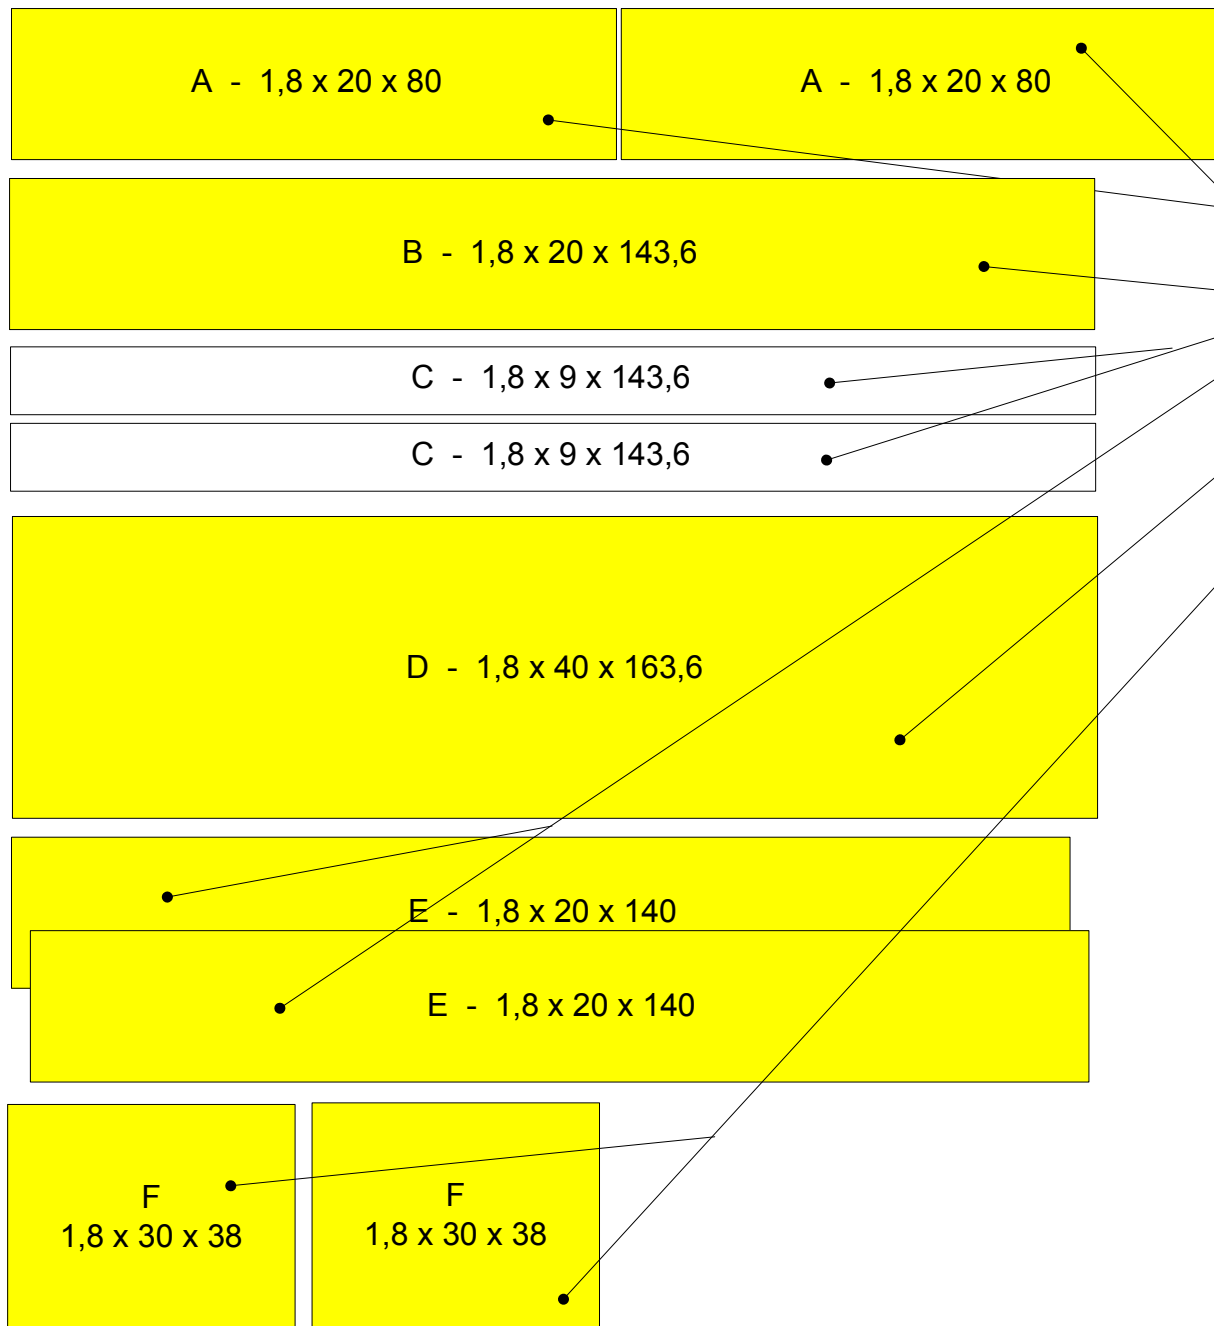 A - 1,8 x 20 x 80
A - 1,8 x 20 x 80
B - 1,8 x 20 x 143,6
C - 1,8 x 9 x 143,6
C - 1,8 x 9 x 143,6
D - 1,8 x 40 x 163,6
E - 1,8 x 20 x 140
E - 1,8 x 20 x 140
F
1,8 x 30 x 38
F
1,8 x 30 x 38